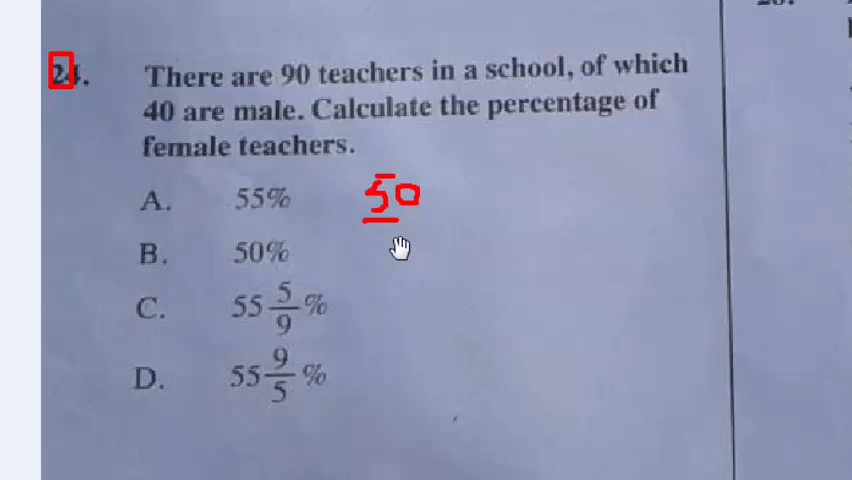 24. There are 90 teachers in a school, of which
40 are male. Calculate the percentage of
female teachers.
A. 55%
50
B. 50%
C. 55 5/9 %
D. 55 9/5 %